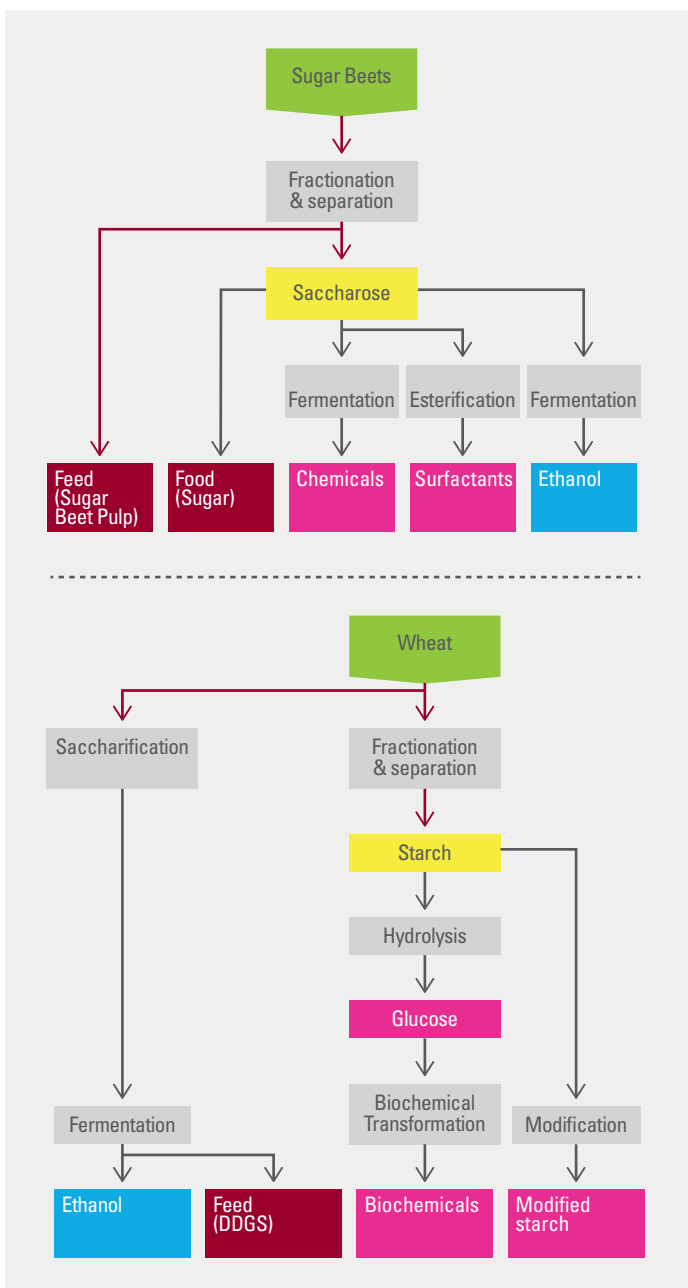 Sugar Beets
Fractionation
& separation
Saccharose
Fermentation
Esterification
Fermentation
Feed
(Sugar
Beet Pulp)
Food
(Sugar)
Chemicals
Surfactants
Ethanol
Wheat
Saccharification
Fractionation
& separation
Starch
Hydrolysis
Glucose
Fermentation
Biochemical
Transformation
Modification
Ethanol
Feed
(DDGS)
Biochemicals
Modified
starch